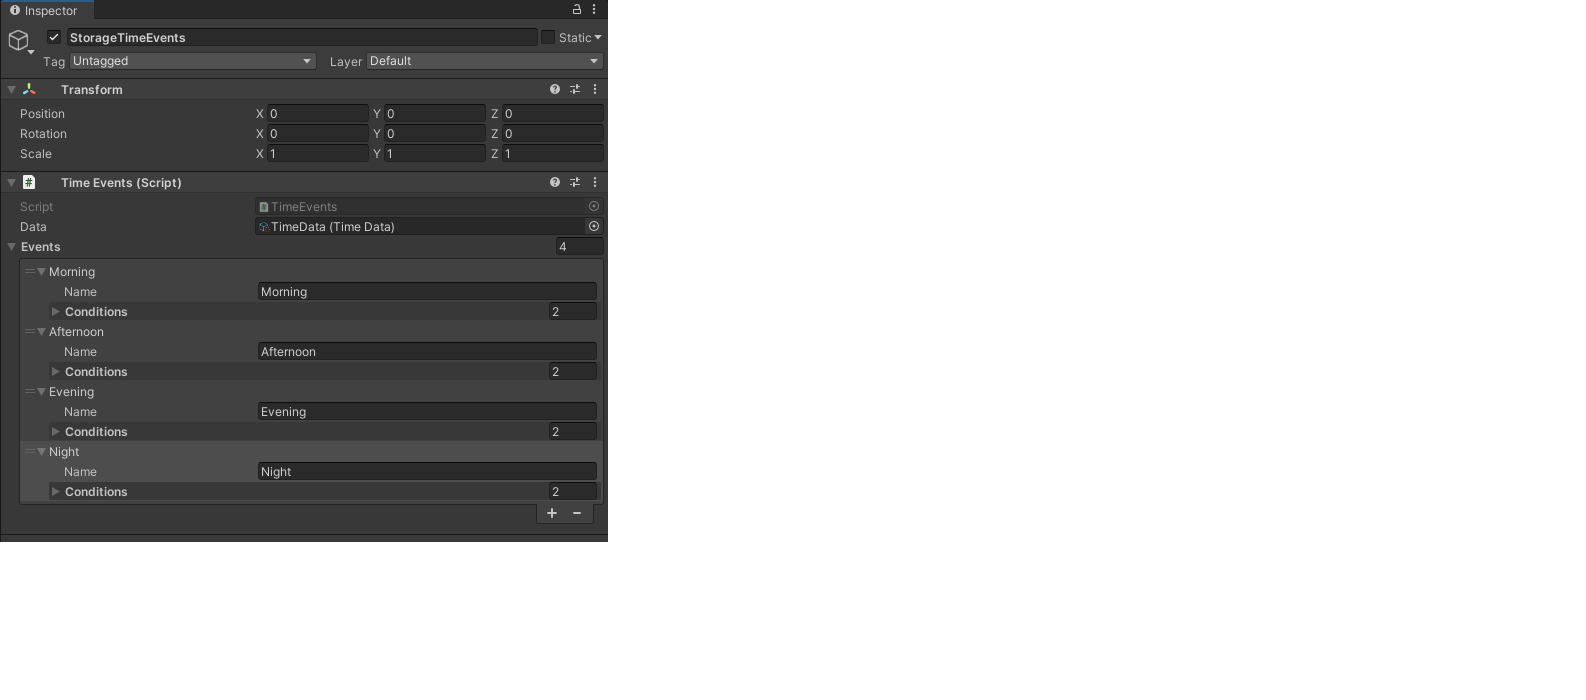 Inspector
StorageTimeEvents Static
Tag Untagged Layer Default
Transform
Position X 0 Y 0 Z 0
Rotation X 0 Y 0 Z 0
Scale X 1 Y 1 Z 1
# Time Events (Script)
Script TimeEvents
Data TimeData (Time Data)
Events 4
Morning
Name Morning
Conditions 2
Afternoon
Name Afternoon
Conditions 2
Evening
Name Evening
Conditions 2
Night
Name Night
Conditions 2
+ −